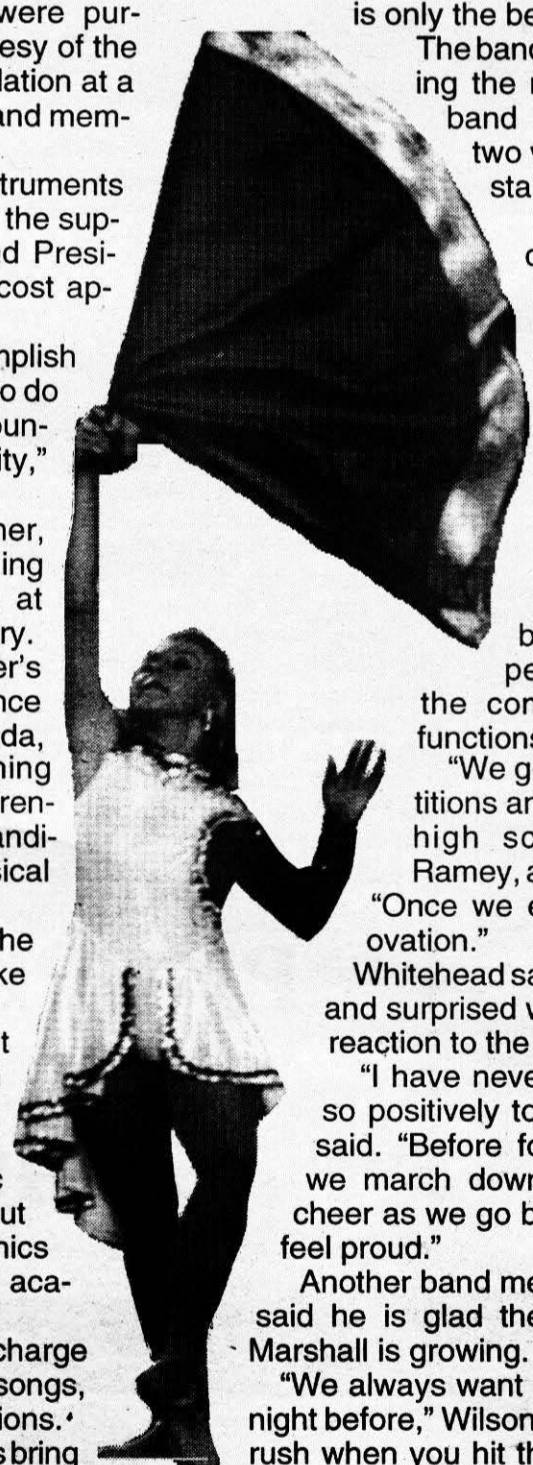 were pur-
esy of the
lation at a
and mem-
truments
the sup-
d Presi-
cost ap-
nplish
o do
oun-
ity,"
ner,
ing
at
ry.
er's
nce
da,
ning
ren-
andi-
sical
he
ke
t
c
ut
nics
aca-
charge
songs,
ions.
s bring
is only the be
The band
ing the r
band
two v
sta
b
pe
the con
functions
"We g
titions ar
high sc
Ramey, a
"Once we e
ovation."
Whitehead sa
and surprised w
reaction to the
"I have neve
so positively to
said. "Before fo
we march down
cheer as we go b
feel proud."
Another band me
said he is glad the
Marshall is growing.
"We always want
night before," Wilson
rush when you hit th